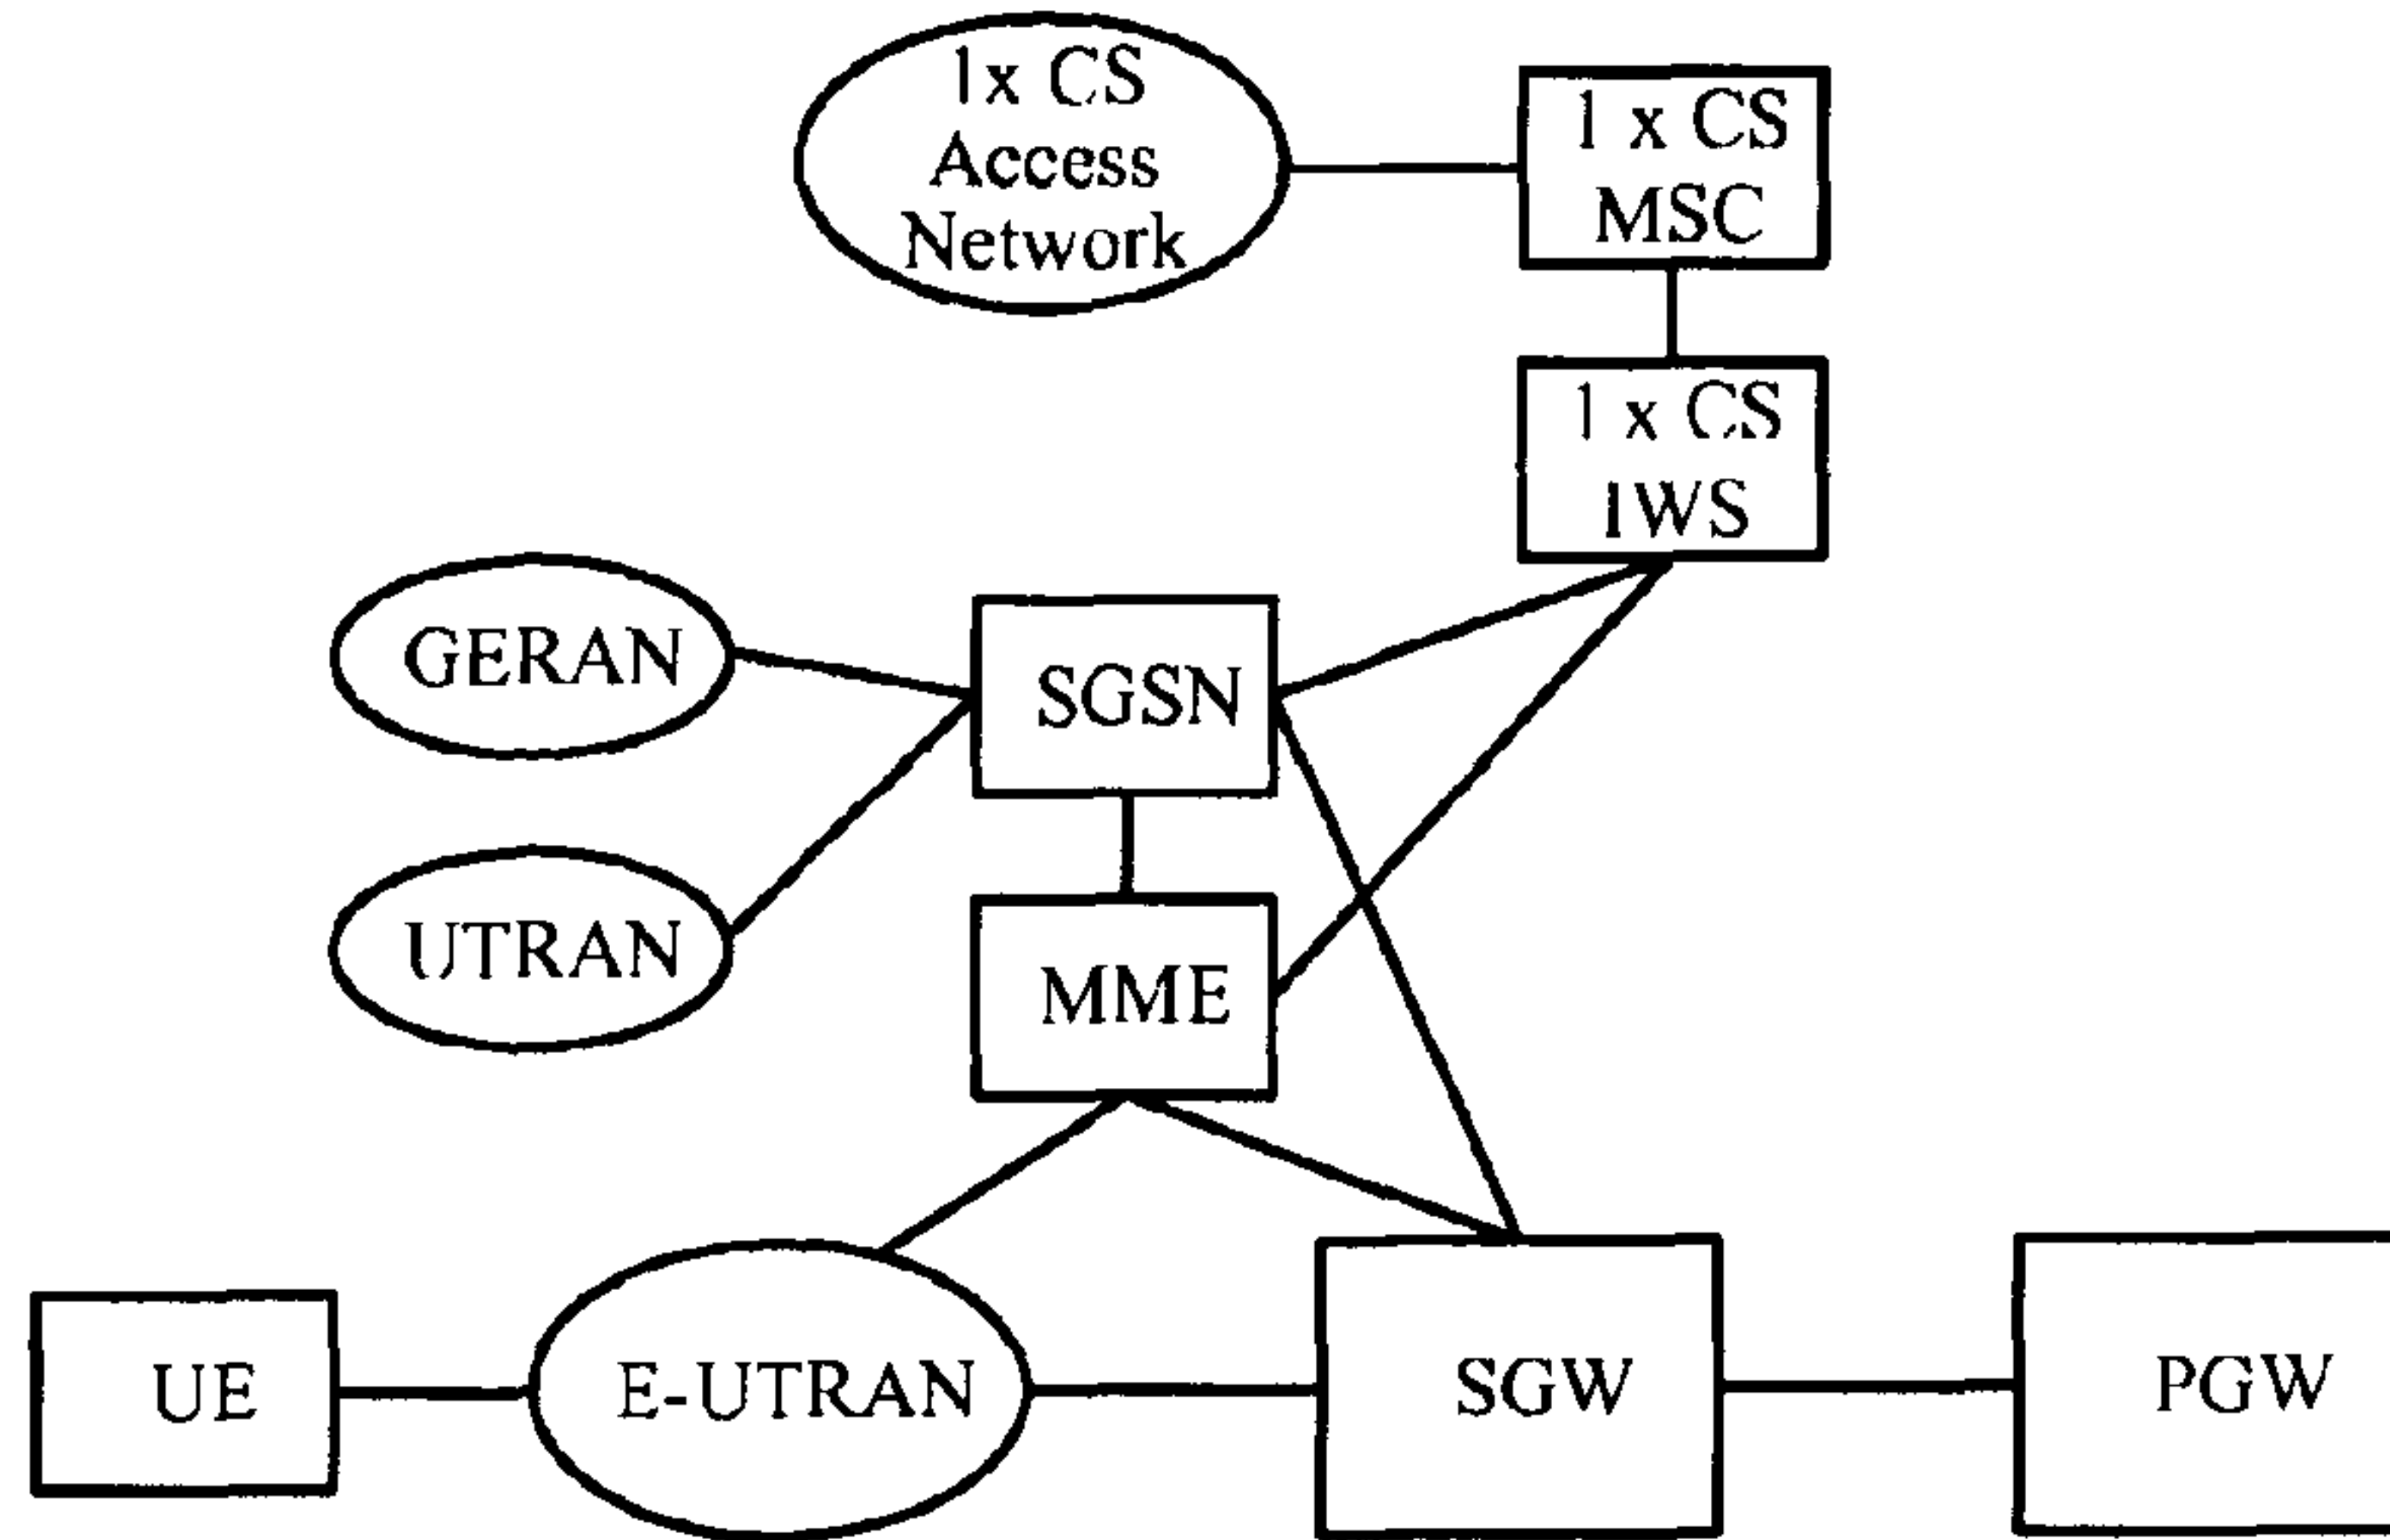 1x CS
Access
Network
1 x CS
MSC
1 x CS
IWS
GERAN
SGSN
UTRAN
MME
UE
E-UTRAN
SGW
PGW